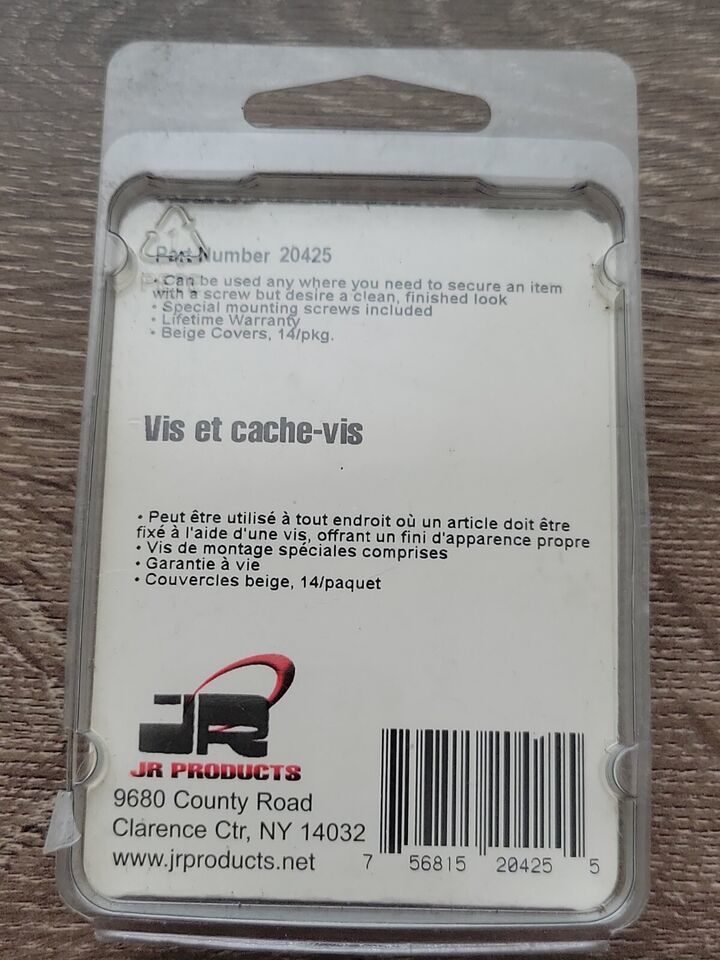 Part Number 20425
• Can be used any where you need to secure an item
with a screw but desire a clean, finished look
• Special mounting screws included
• Lifetime Warranty
• Beige Covers, 14/pkg.
Vis et cache-vis
• Peut être utilisé à tout endroit où un article doit être
fixé à l'aide d'une vis, offrant un fini d'apparence propre
• Vis de montage spéciales comprises
• Garantie à vie
• Couvercles beige, 14/paquet
JR
JR PRODUCTS
9680 County Road
Clarence Ctr, NY 14032
www.jrproducts.net
7 56815 20425 5